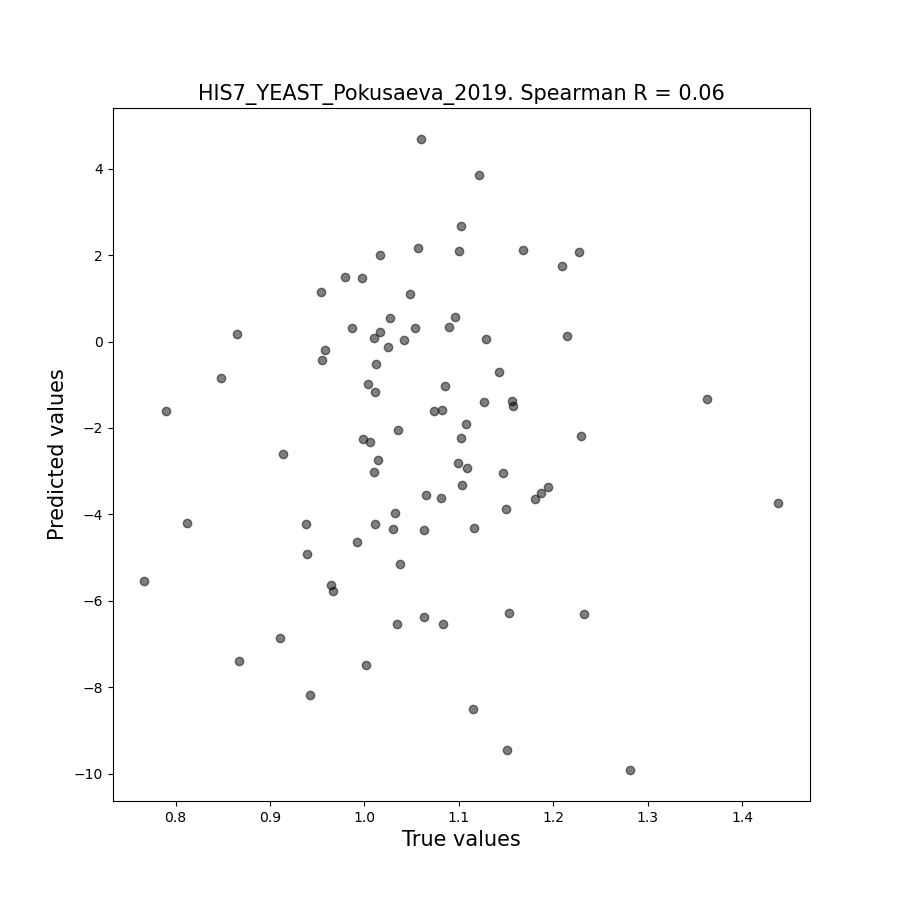 HIS7_YEAST_Pokusaeva_2019. Spearman R = 0.06
4
2
0
−2
−4
−6
−8
−10
Predicted values
0.8 0.9 1.0 1.1 1.2 1.3 1.4
True values